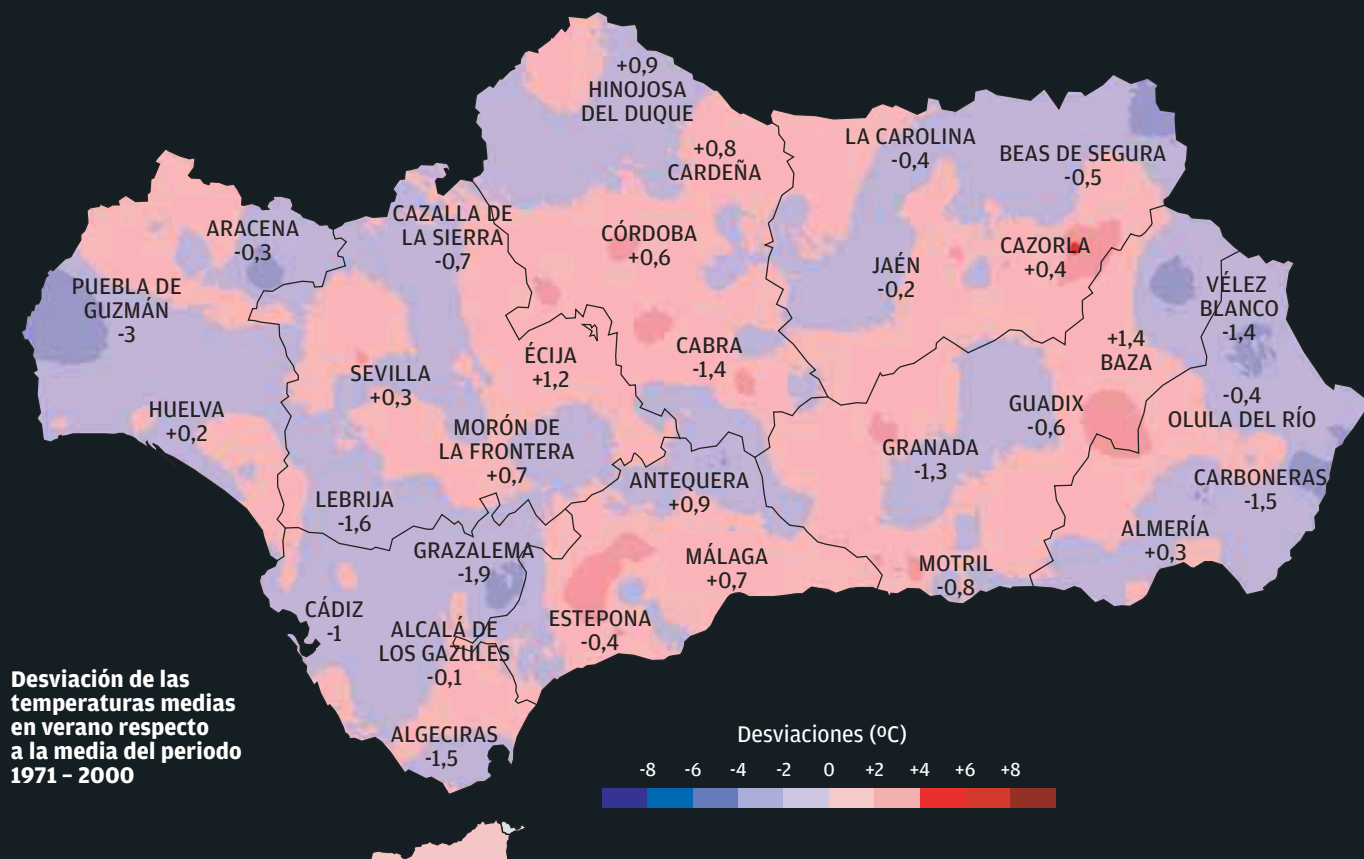 +0,9
HINOJOSA
DEL DUQUE
+0,8
CARDEÑA
LA CAROLINA
-0,4
BEAS DE SEGURA
-0,5
ARACENA
-0,3
CAZALLA DE
LA SIERRA
-0,7
CÓRDOBA
+0,6
JAÉN
-0,2
CAZORLA
+0,4
PUEBLA DE
GUZMÁN
-3
VÉLEZ
BLANCO
-1,4
SEVILLA
+0,3
ÉCIJA
+1,2
CABRA
-1,4
+1,4
BAZA
HUELVA
+0,2
MORÓN DE
LA FRONTERA
+0,7
GUADIX
-0,6
-0,4
OLULA DEL RÍO
GRANADA
-1,3
LEBRIJA
-1,6
ANTEQUERA
+0,9
CARBONERAS
-1,5
GRAZALEMA
-1,9
MÁLAGA
+0,7
MOTRIL
-0,8
ALMERÍA
+0,3
CÁDIZ
-1
ALCALÁ DE
LOS GAZULES
-0,1
ESTEPONA
-0,4
ALGECIRAS
-1,5
Desviación de las
temperaturas medias
en verano respecto
a la media del periodo
1971 – 2000
Desviaciones (ºC)
-8 -6 -4 -2 0 +2 +4 +6 +8